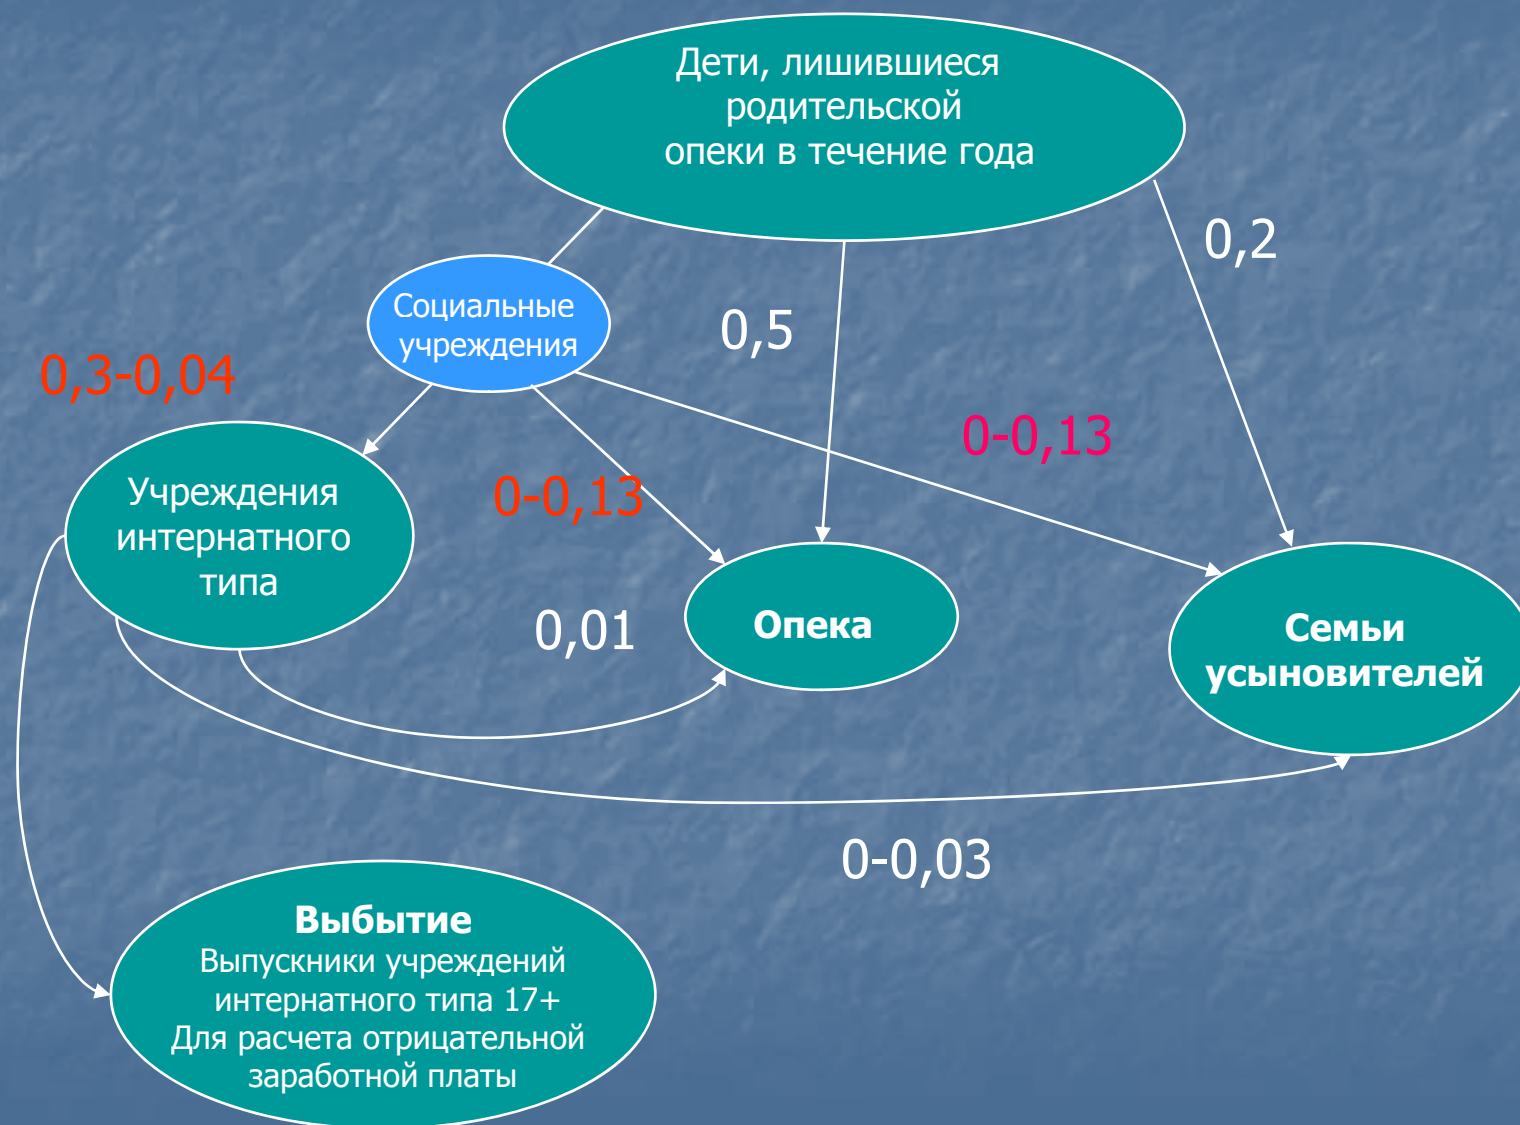 Дети, лишившиеся
родительской
опеки в течение года
0,2
Социальные
учреждения
0,5
0,3-0,04
0-0,13
Учреждения
интернатного
типа
0-0,13
0,01
Опека
Семьи
усыновителей
0-0,03
Выбытие
Выпускники учреждений
интернатного типа 17+
Для расчета отрицательной
заработной платы